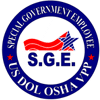 SPECIAL GOVERNMENT EMPLOYEE
S.G.E.
US DOL OSHA VPP